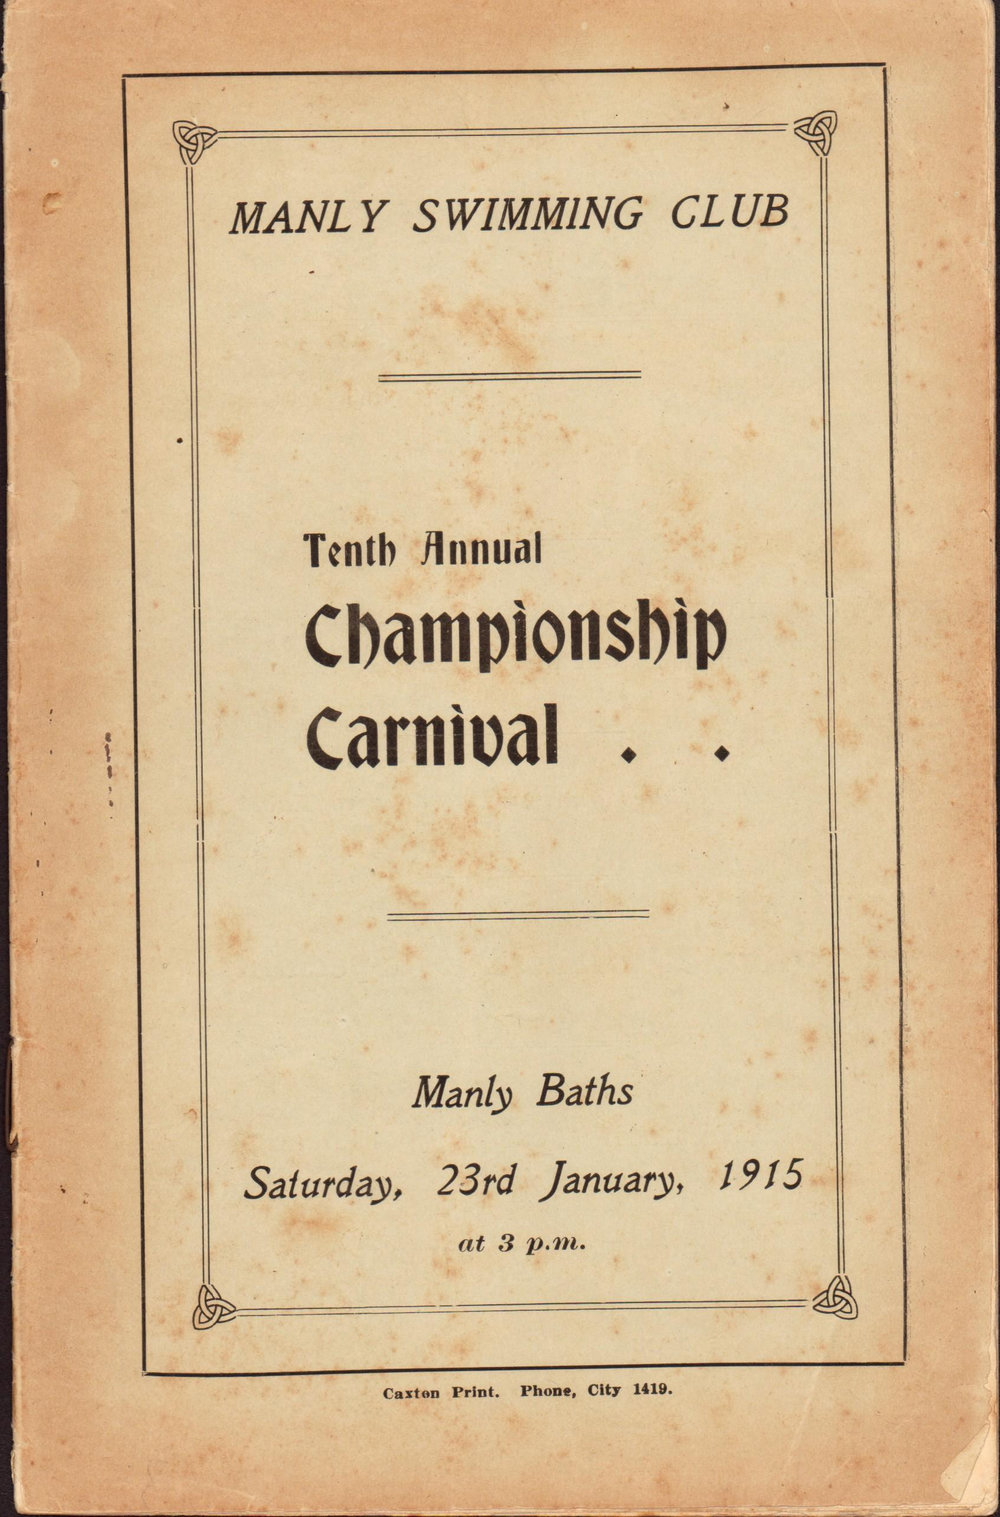 MANLY SWIMMING CLUB
Tenth Annual
Championship
Carnival . .
Manly Baths
Saturday, 23rd January, 1915
at 3 p.m.
Caxton Print. Phone, City 1419.